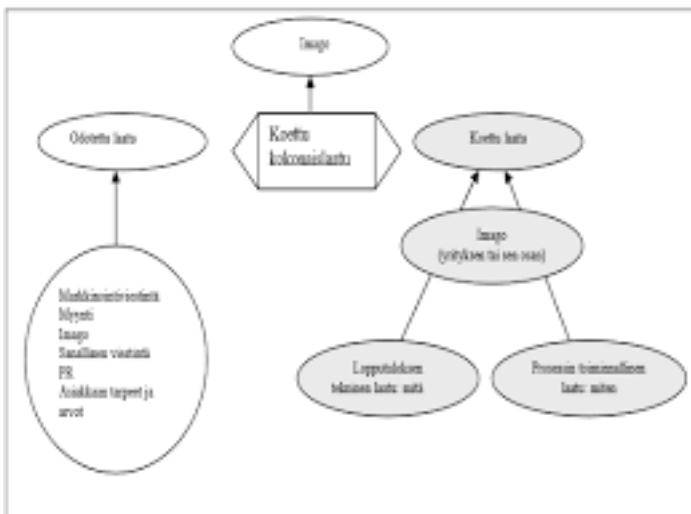 Imago
Odotettu laatu
Koettu
kokonaislaatu
Koettu laatu
Imago
(yrityksen tai sen osan)
Markkinointiviestintä
Myynti
Imago
Sanallinen viestintä
PR
Asiakkaan tarpeet ja
arvot
Lopputuloksen
tekninen laatu: mitä
Prosessin toiminnallinen
laatu: miten